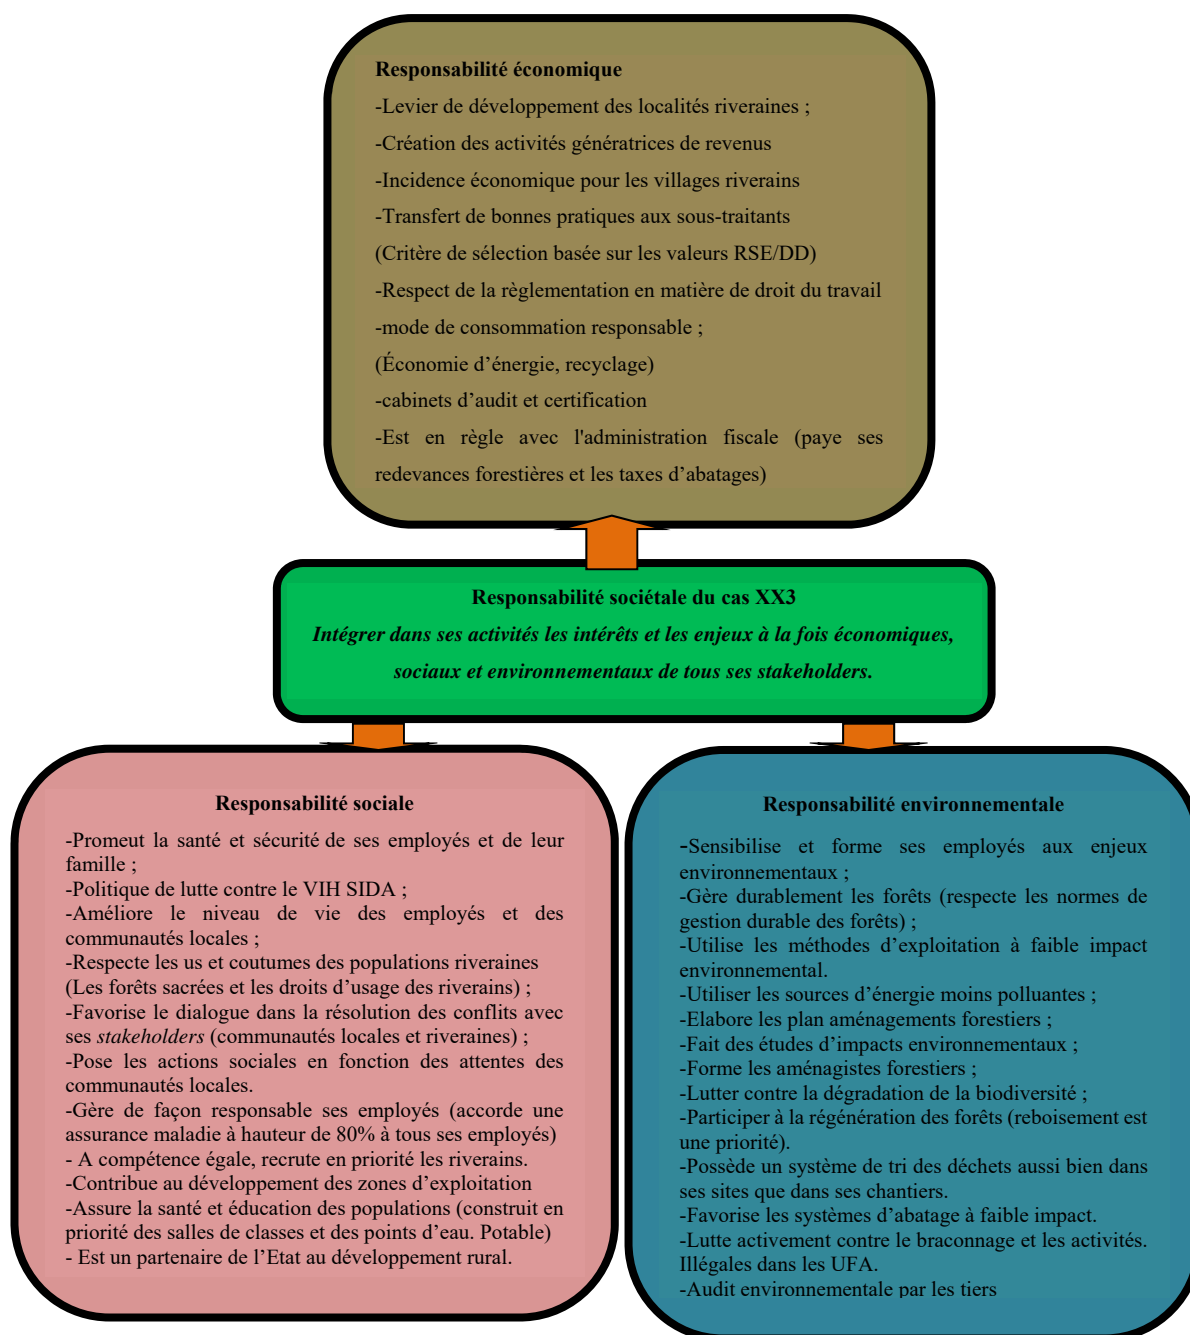 Responsabilité économique
-Levier de développement des localités riveraines ;
-Création des activités génératrices de revenus
-Incidence économique pour les villages riverains
-Transfert de bonnes pratiques aux sous-traitants
(Critère de sélection basée sur les valeurs RSE/DD)
-Respect de la règlementation en matière de droit du travail
-mode de consommation responsable ;
(Économie d’énergie, recyclage)
-cabinets d’audit et certification
-Est en règle avec l'administration fiscale (paye ses
redevances forestières et les taxes d’abatages)
Responsabilité sociétale du cas XX3
Intégrer dans ses activités les intérêts et les enjeux à la fois économiques,
sociaux et environnementaux de tous ses stakeholders.
Responsabilité sociale
-Promeut la santé et sécurité de ses employés et de leur
famille ;
-Politique de lutte contre le VIH SIDA ;
-Améliore le niveau de vie des employés et des
communautés locales ;
-Respecte les us et coutumes des populations riveraines
(Les forêts sacrées et les droits d’usage des riverains) ;
-Favorise le dialogue dans la résolution des conflits avec
ses stakeholders (communautés locales et riveraines) ;
-Pose les actions sociales en fonction des attentes des
communautés locales.
-Gère de façon responsable ses employés (accorde une
assurance maladie à hauteur de 80% à tous ses employés)
- A compétence égale, recrute en priorité les riverains.
-Contribue au développement des zones d’exploitation
-Assure la santé et éducation des populations (construit en
priorité des salles de classes et des points d’eau. Potable)
- Est un partenaire de l’Etat au développement rural.
Responsabilité environnementale
-Sensibilise et forme ses employés aux enjeux
environnementaux ;
-Gère durablement les forêts (respecte les normes de
gestion durable des forêts) ;
-Utilise les méthodes d’exploitation à faible impact
environnemental.
-Utiliser les sources d’énergie moins polluantes ;
-Elabore les plan aménagements forestiers ;
-Fait des études d’impacts environnementaux ;
-Forme les aménagistes forestiers ;
-Lutter contre la dégradation de la biodiversité ;
-Participer à la régénération des forêts (reboisement est
une priorité).
-Possède un système de tri des déchets aussi bien dans
ses sites que dans ses chantiers.
-Favorise les systèmes d’abatage à faible impact.
-Lutte activement contre le braconnage et les activités.
Illégales dans les UFA.
-Audit environnementale par les tiers